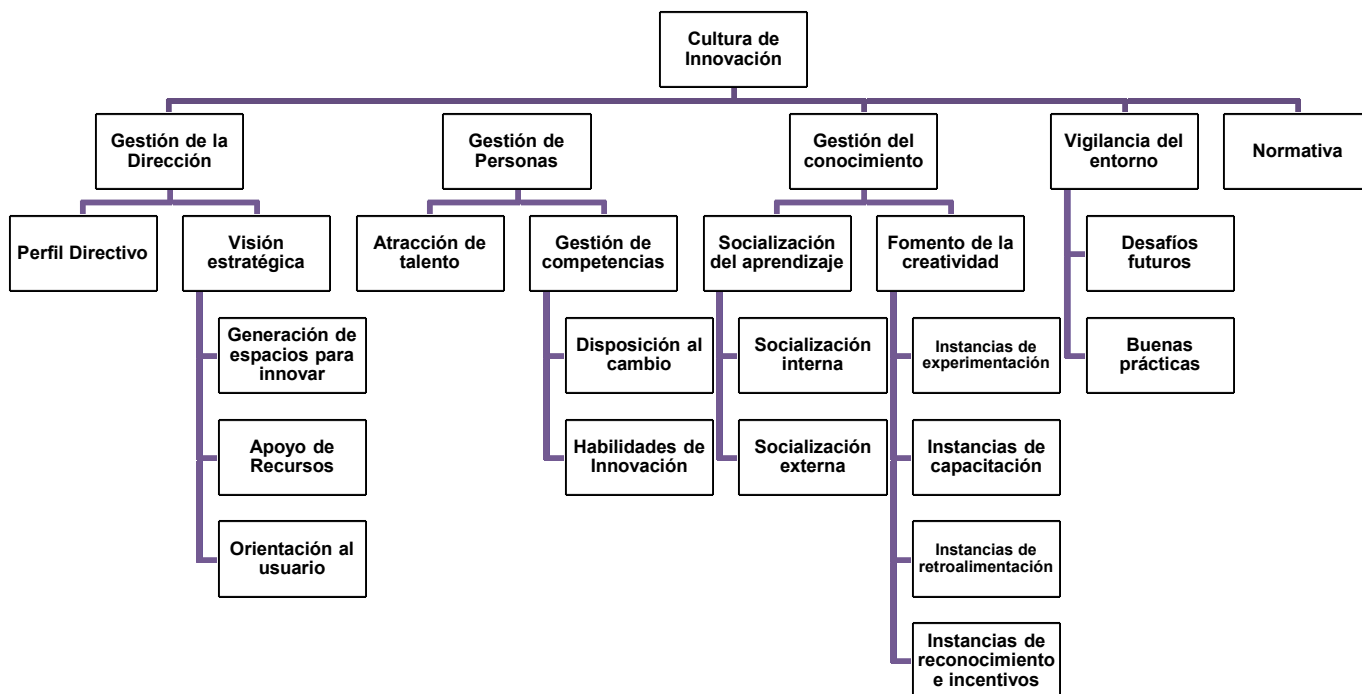 Cultura de
Innovación
Gestión de la
Dirección
Gestión de
Personas
Gestión del
conocimiento
Vigilancia del
entorno
Normativa
Perfil Directivo
Visión
estratégica
Atracción de
talento
Gestión de
competencias
Socialización
del aprendizaje
Fomento de la
creatividad
Desafíos
futuros
Generación de
espacios para
innovar
Disposición al
cambio
Socialización
interna
Instancias de
experimentación
Buenas
prácticas
Apoyo de
Recursos
Habilidades de
Innovación
Socialización
externa
Instancias de
capacitación
Orientación al
usuario
Instancias de
retroalimentación
Instancias de
reconocimiento
e incentivos